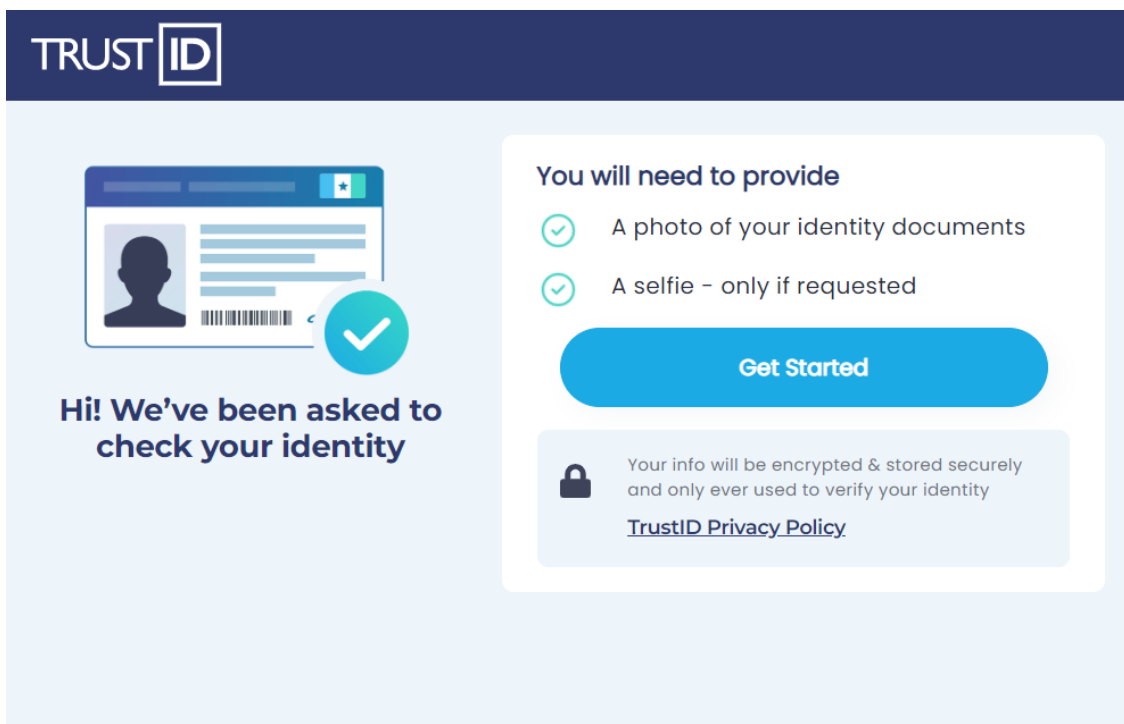 TRUST ID
You will need to provide
A photo of your identity documents
A selfie - only if requested
Get Started
Hi! We've been asked to
check your identity
Your info will be encrypted & stored securely
and only ever used to verify your identity
TrustID Privacy Policy